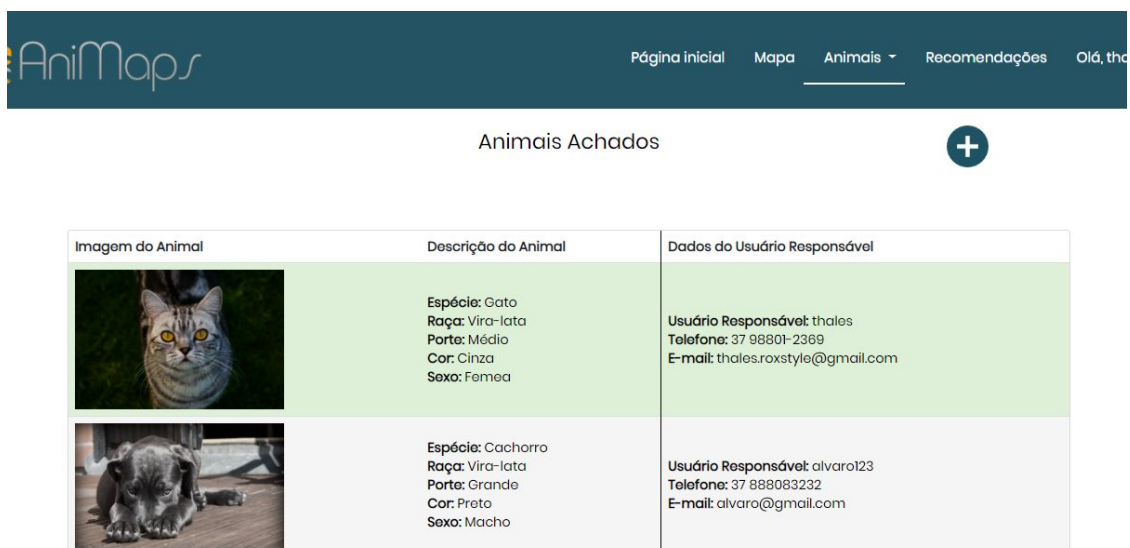 AniMaps
Página inicial Mapa Animais Recomendações Olá, tha
Animais Achados
Imagem do Animal Descrição do Animal Dados do Usuário Responsável
Espécie: Gato
Raça: Vira-lata
Porte: Médio
Cor: Cinza
Sexo: Femea
Usuário Responsável: thales
Telefone: 37 98801-2369
E-mail: thales.roxstyle@gmail.com
Espécie: Cachorro
Raça: Vira-lata
Porte: Grande
Cor: Preto
Sexo: Macho
Usuário Responsável: alvaro123
Telefone: 37 888083232
E-mail: alvaro@gmail.com